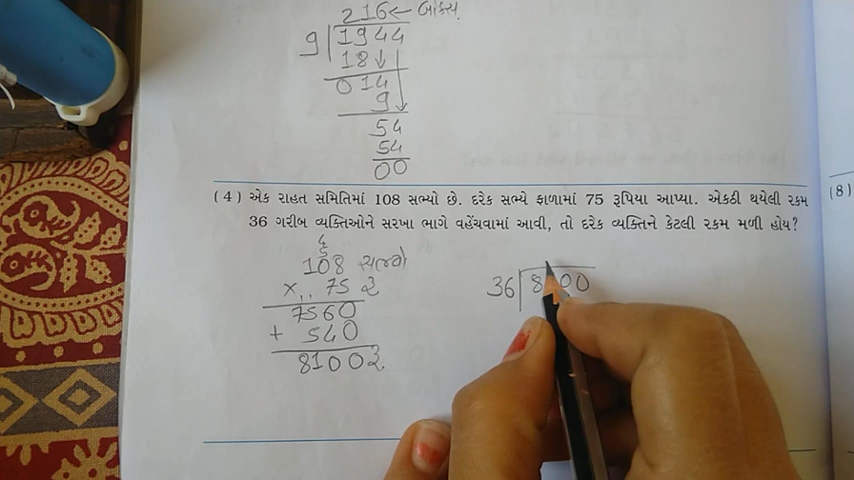 216 ← બોક્સ.
9 1944
18 ↓
014
9 ↓
54
54
00
(4) એક રાહત સમિતિમાં 108 સભ્યો છે. દરેક સભ્યે ફાળામાં 75 રૂપિયા આપ્યા. એકઠી થયેલી રકમ
36 ગરીબ વ્યક્તિઓને સરખા ભાગે વહેંચવામાં આવી, તો દરેક વ્યક્તિને કેટલી રકમ મળી હોય?
(8)
108 સભ્યો
× 75 રૂ
7560
+ 540
8100 રૂ.
36 8 00